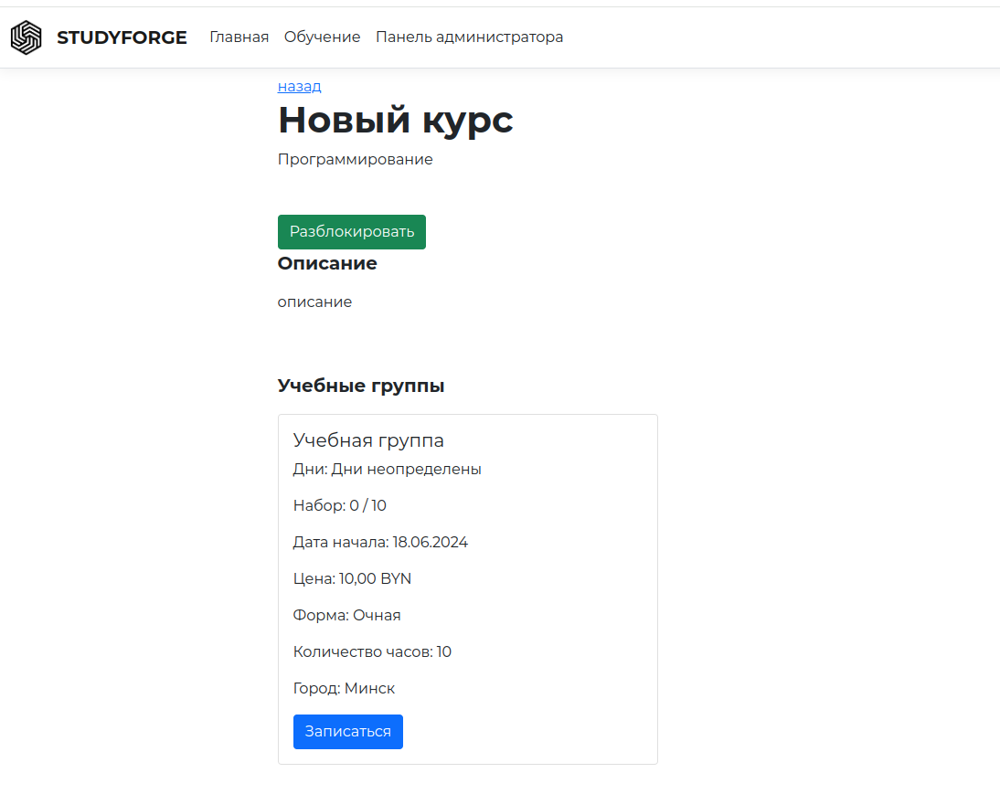 STUDYFORGE Главная Обучение Панель администратора
назад
Новый курс
Программирование
Разблокировать
Описание
описание
Учебные группы
Учебная группа
Дни: Дни неопределены
Набор: 0 / 10
Дата начала: 18.06.2024
Цена: 10,00 BYN
Форма: Очная
Количество часов: 10
Город: Минск
Записаться